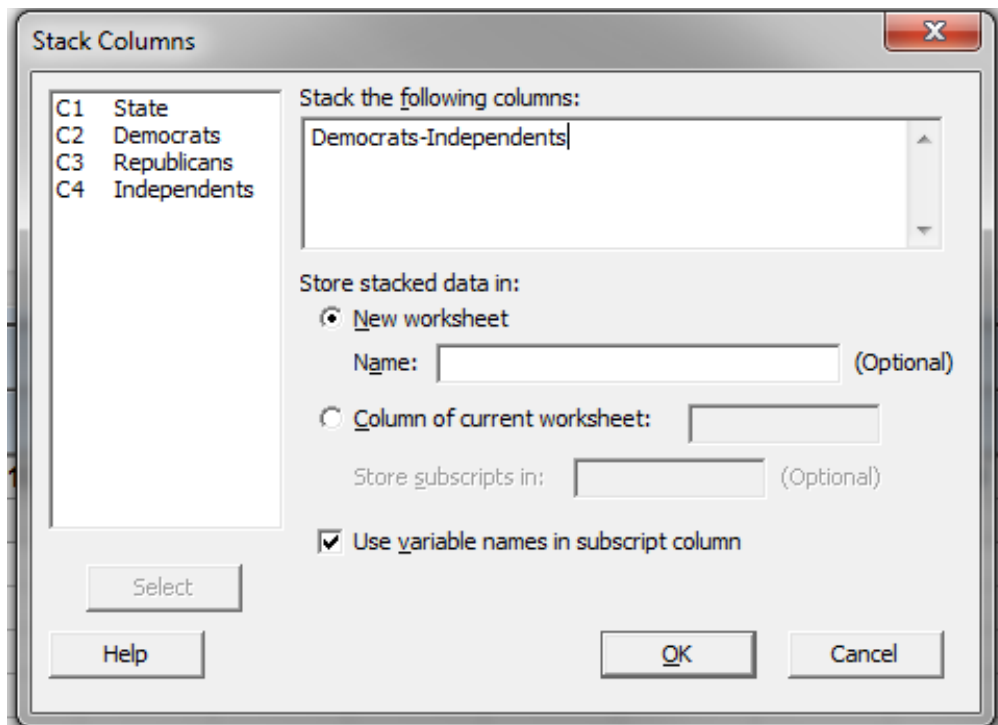 Stack Columns
X
C1 State
C2 Democrats
C3 Republicans
C4 Independents
Stack the following columns:
Democrats-Independents
Store stacked data in:
New worksheet
Name: (Optional)
Column of current worksheet:
Store subscripts in: (Optional)
Use variable names in subscript column
Select
Help
OK
Cancel